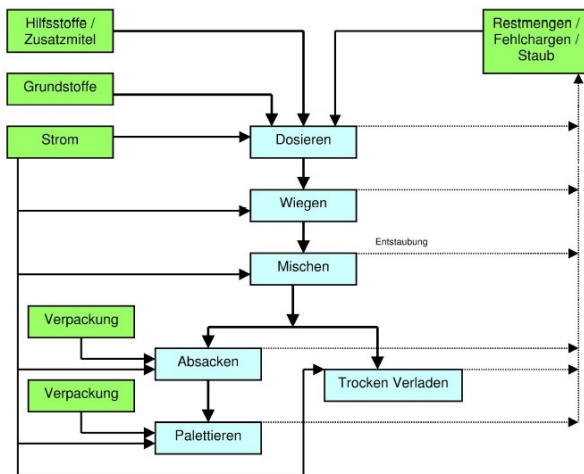 Hilfsstoffe /
Zusatzmitel
Restmengen /
Fehlchargen /
Staub
Grundstoffe
Strom
Dosieren
Wiegen
Entstaubung
Mischen
Verpackung
Absacken
Trocken Verladen
Verpackung
Palettieren